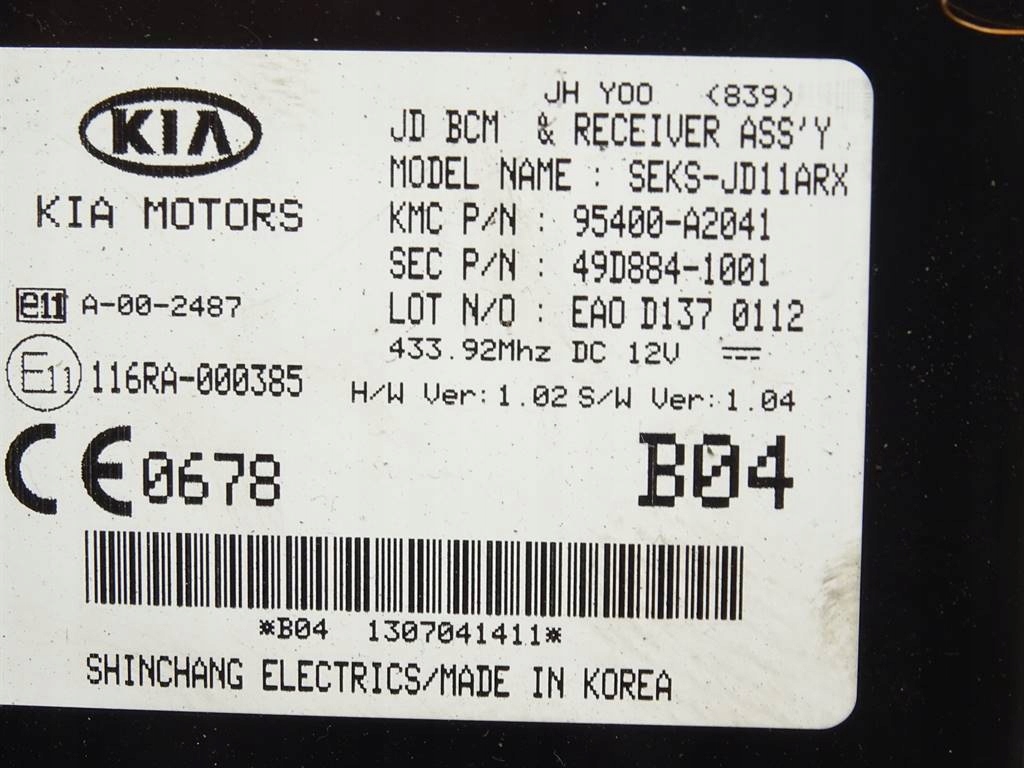 KIA
KIA MOTORS
JH YOO (839)
JD BCM & RECEIVER ASS'Y
MODEL NAME : SEKS-JD11ARX
KMC P/N : 95400-A2041
SEC P/N : 49D884-1001
LOT N/O : EAO D137 0112
433.92Mhz DC 12V
H/W Ver: 1.02 S/W Ver: 1.04
e11 A-00-2487
E11 116RA-000385
CE 0678
B04
*B04 1307041411*
SHINCHANG ELECTRICS/MADE IN KOREA